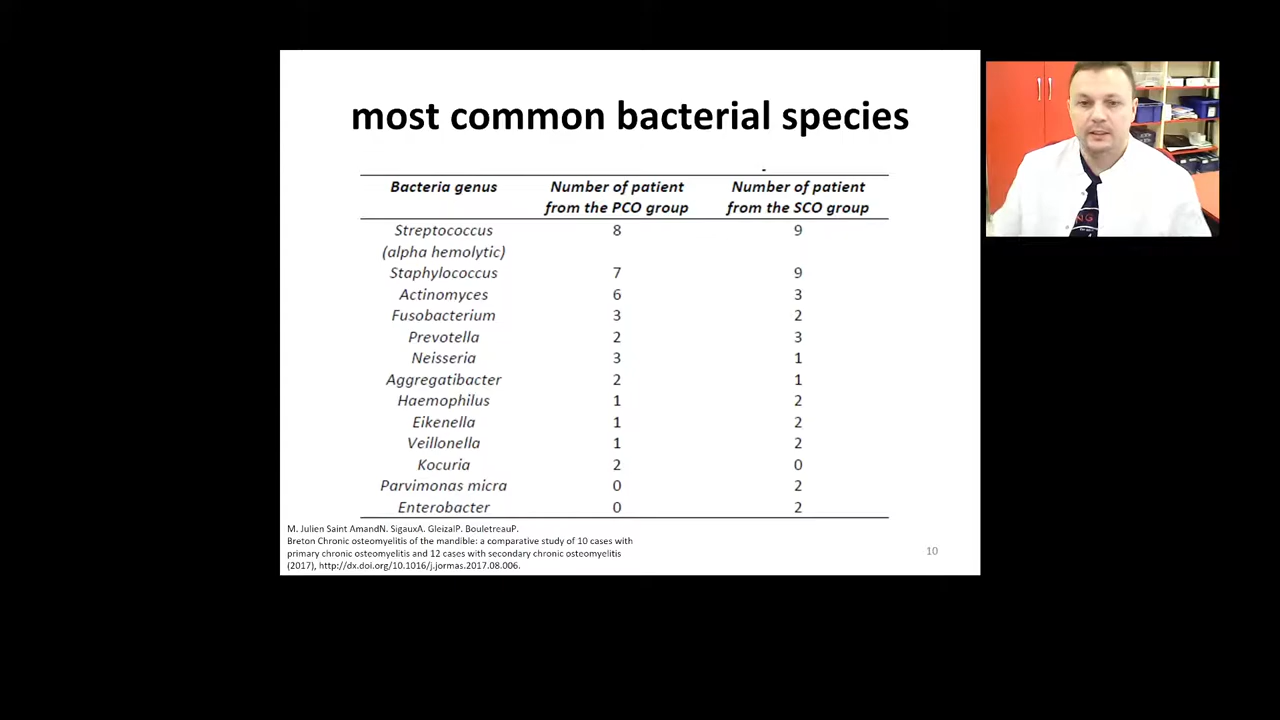 most common bacterial species
Bacteria genus Number of patient from the PCO group Number of patient from the SCO group
Streptococcus (alpha hemolytic) 8 9
Staphylococcus 7 9
Actinomyces 6 3
Fusobacterium 3 2
Prevotella 2 3
Neisseria 3 1
Aggregatibacter 2 1
Haemophilus 1 2
Eikenella 1 2
Veillonella 1 2
Kocuria 2 0
Parvimonas micra 0 2
Enterobacter 0 2
M. Julien Saint AmandN. SigauxA. GleizalP. BouletreauP.
Breton Chronic osteomyelitis of the mandible: a comparative study of 10 cases with
primary chronic osteomyelitis and 12 cases with secondary chronic osteomyelitis
(2017), http://dx.doi.org/10.1016/j.jormas.2017.08.006.
10